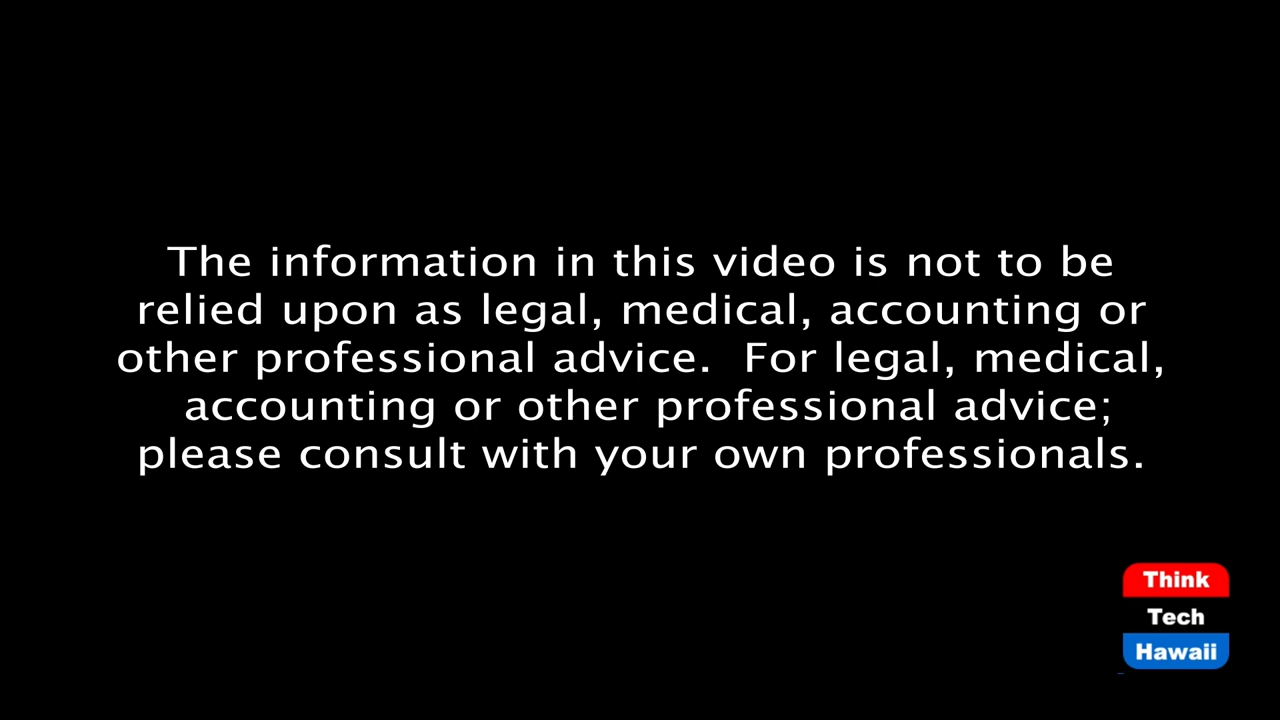 The information in this video is not to be
relied upon as legal, medical, accounting or
other professional advice.  For legal, medical,
accounting or other professional advice;
please consult with your own professionals.
Think
Tech
Hawaii